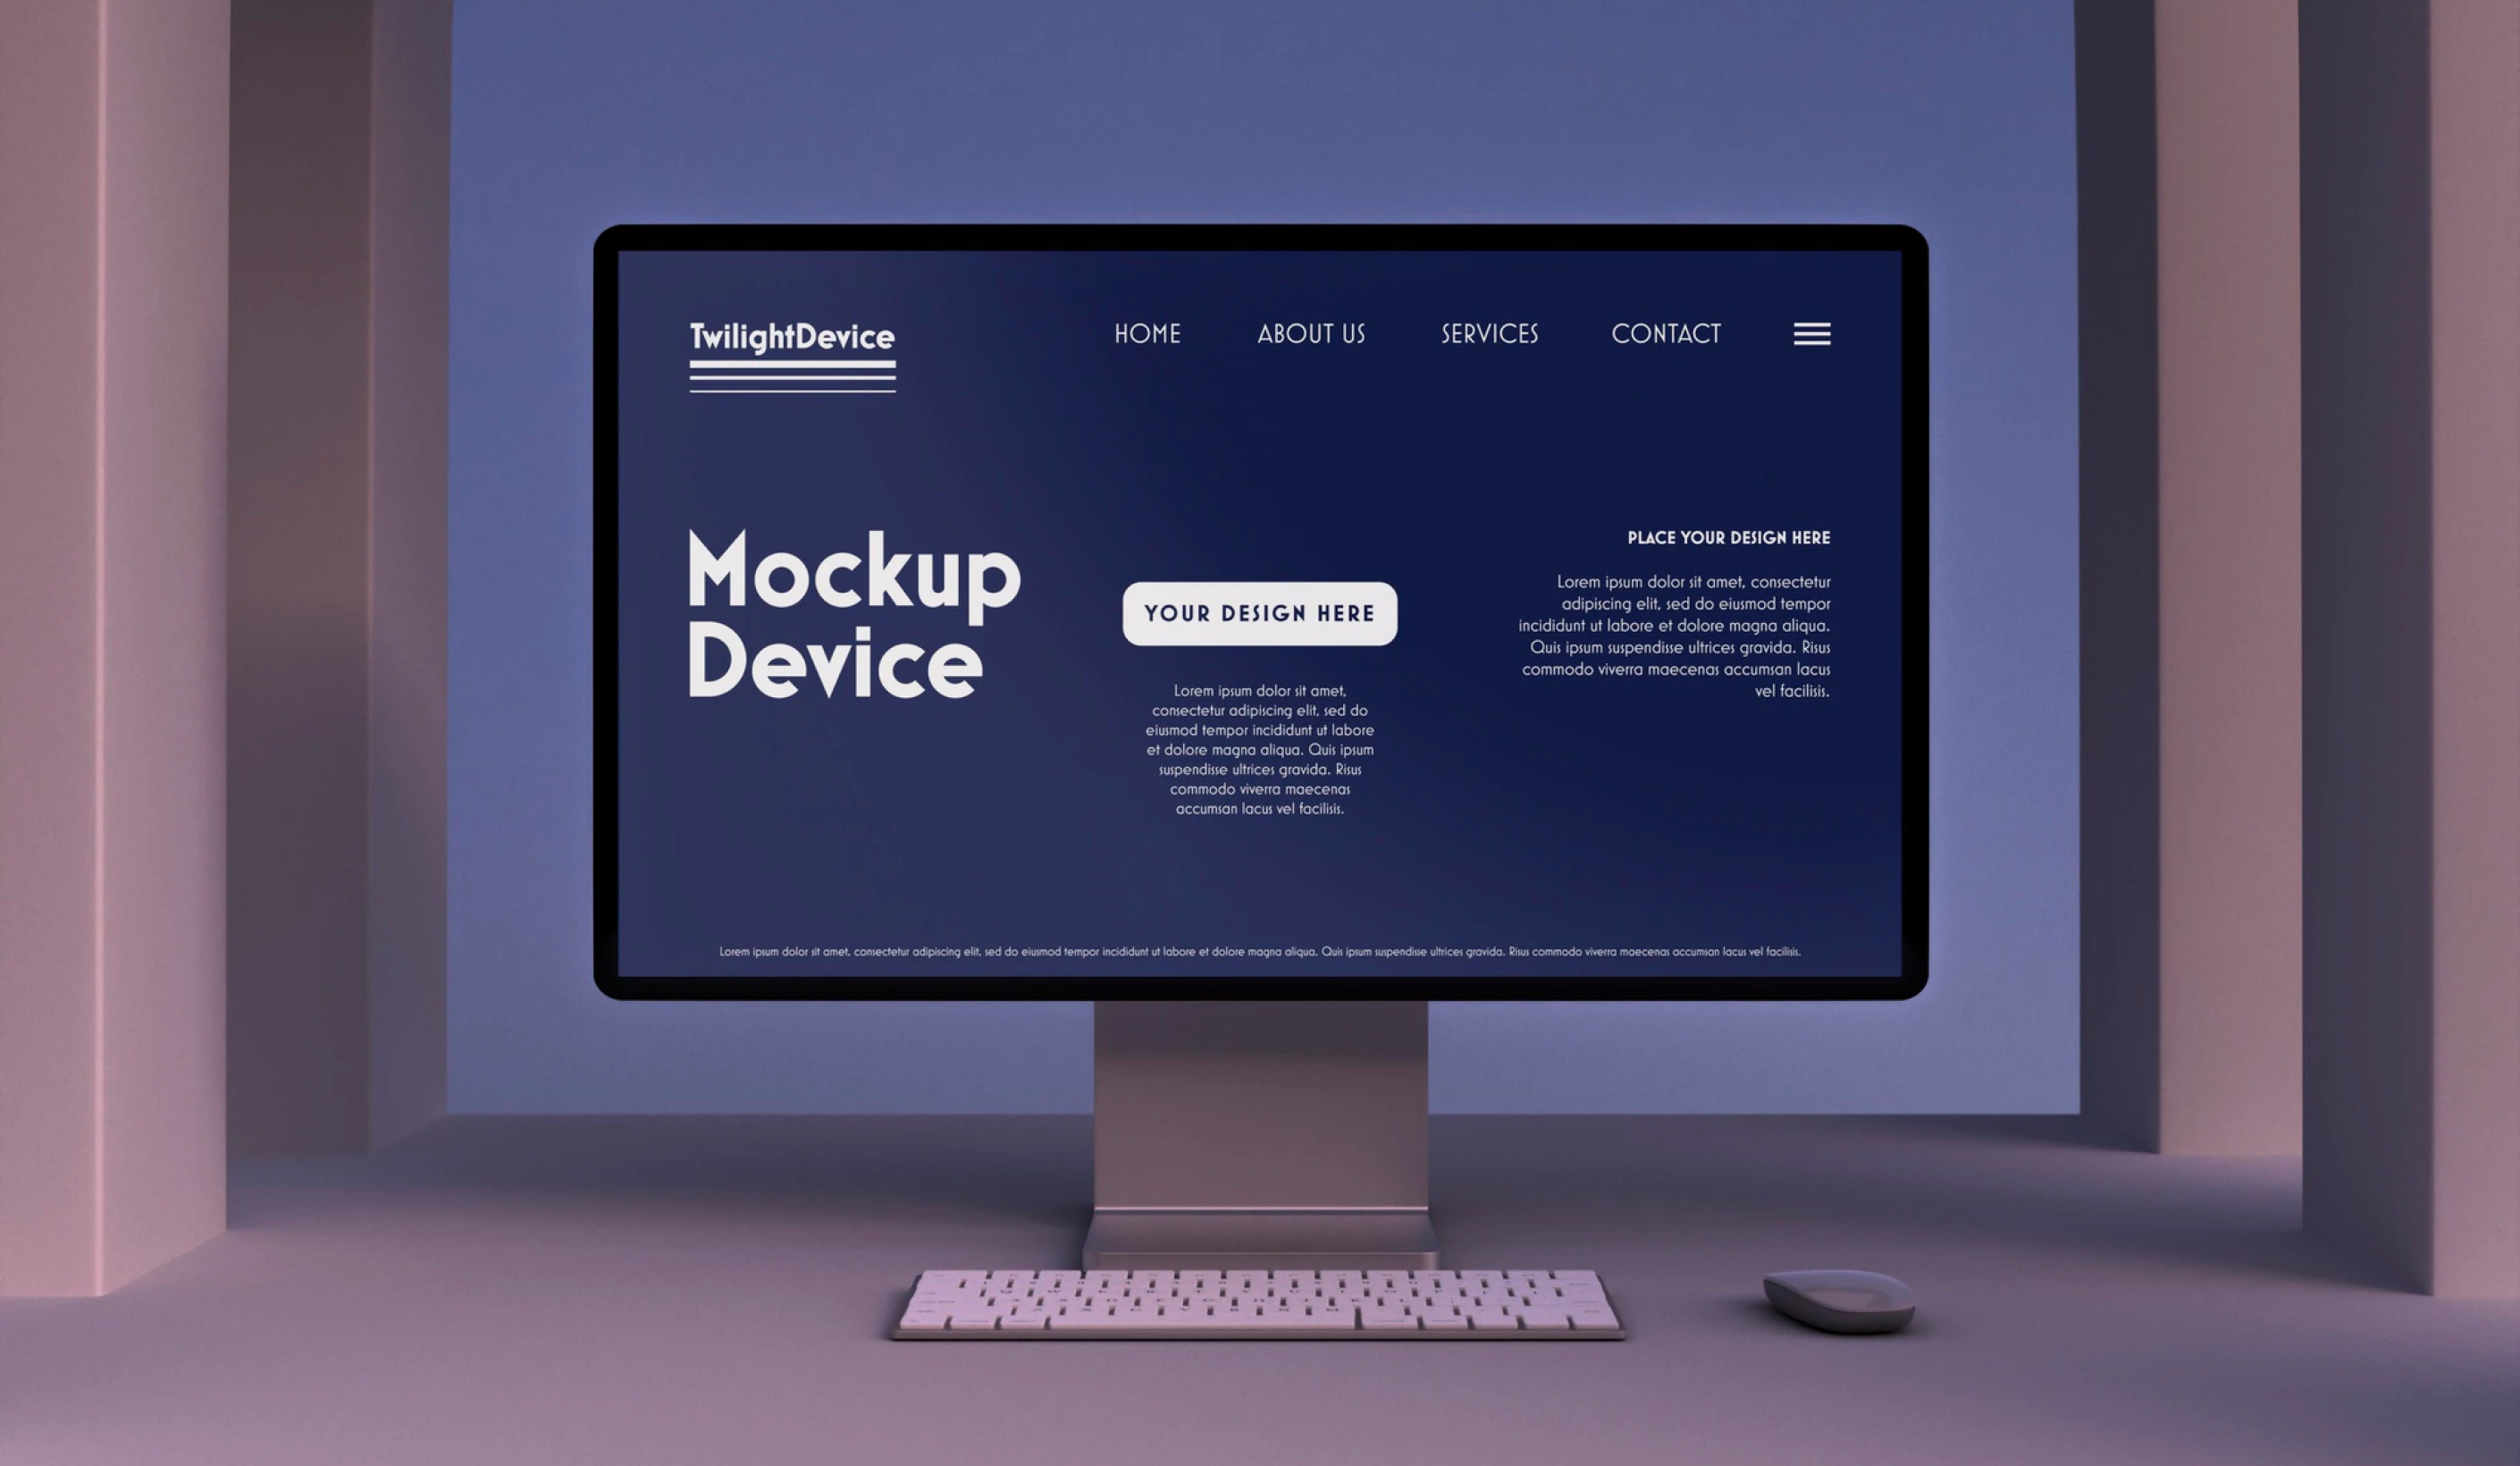 TwilightDevice
HOME ABOUT US SERVICES CONTACT
Mockup
Device
YOUR DESIGN HERE
Lorem ipsum dolor sit amet,
consectetur adipiscing elit, sed do
eiusmod tempor incididunt ut labore
et dolore magna aliqua. Quis ipsum
suspendisse ultrices gravida. Risus
commodo viverra maecenas
accumsan lacus vel facilisis.
PLACE YOUR DESIGN HERE
Lorem ipsum dolor sit amet, consectetur
adipiscing elit, sed do eiusmod tempor
incididunt ut labore et dolore magna aliqua.
Quis ipsum suspendisse ultrices gravida. Risus
commodo viverra maecenas accumsan lacus
vel facilisis.
Lorem ipsum dolor sit amet, consectetur adipiscing elit, sed do eiusmod tempor incididunt ut labore et dolore magna aliqua. Quis ipsum suspendisse ultrices gravida. Risus commodo viverra maecenas accumsan lacus vel facilisis.